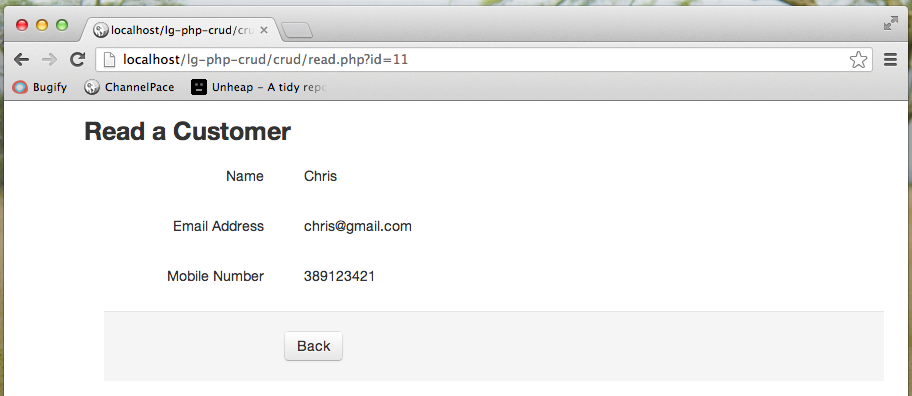 localhost/lg-php-crud/cru
localhost/lg-php-crud/crud/read.php?id=11
Bugify ChannelPace Unheap – A tidy repo
Read a Customer
Name Chris
Email Address chris@gmail.com
Mobile Number 389123421
Back